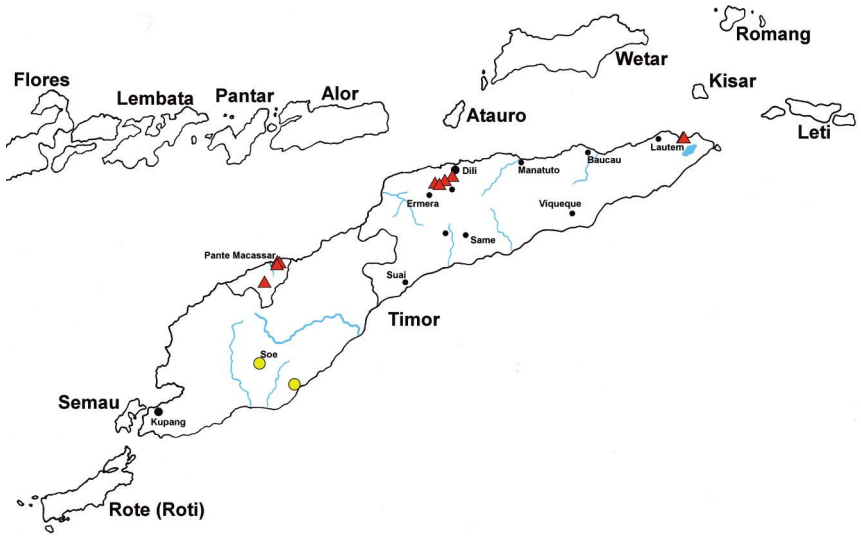 Romang
Wetar
Flores
Kisar
Pantar
Alor
Lembata
Atauro
Leti
Lautem
Baucau
Dili
Manatuto
Ermera
Viqueque
Same
Pante Macassar
Suai
Timor
Soe
Semau
Kupang
Rote (Roti)